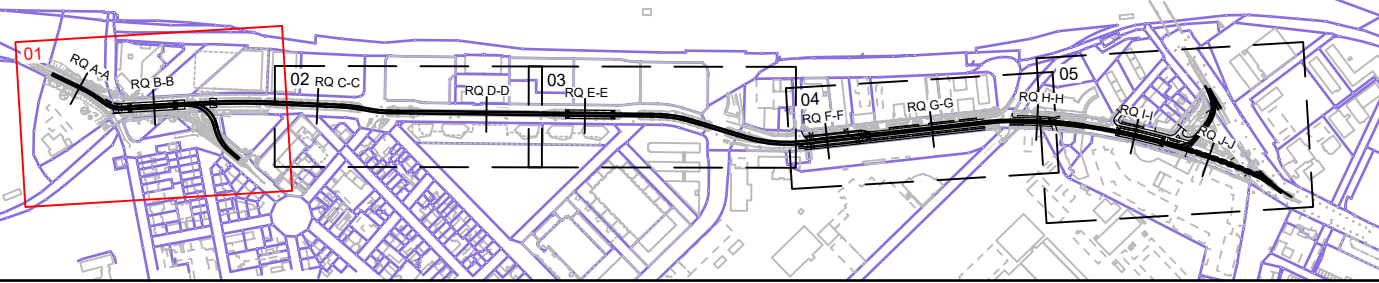 01
RQ A-A
RQ B-B
02
RQ C-C
RQ D-D
03
RQ E-E
04
RQ F-F
RQ G-G
05
RQ H-H
RQ I-I
RQ J-J